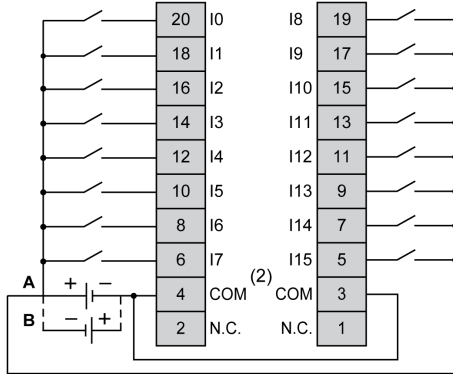 20 I0 I8 19
18 I1 I9 17
16 I2 I10 15
14 I3 I11 13
12 I4 I12 11
10 I5 I13 9
8 I6 I14 7
6 I7 I15 5
(2)
A + − 4 COM COM 3
B − + 2 N.C. N.C. 1